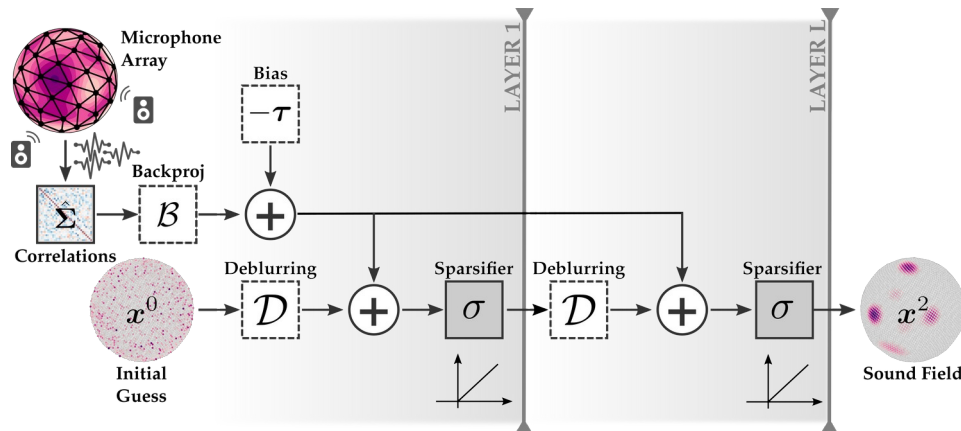 Microphone
Array
Bias
−τ
LAYER 1
LAYER L
Backproj
Σ̂
B
+
Correlations
Deblurring
Sparsifier
Deblurring
Sparsifier
x⁰
D
+
σ
D
+
σ
x²
Initial
Guess
Sound Field